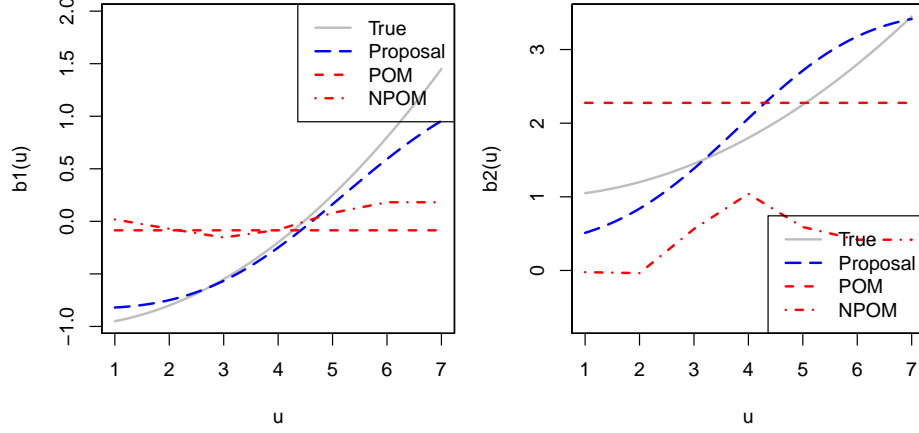 b1(u)
2.0
1.5
1.0
0.5
0.0
−1.0
True
Proposal
POM
NPOM
1 2 3 4 5 6 7
u
b2(u)
3
2
1
0
True
Proposal
POM
NPOM
1 2 3 4 5 6 7
u